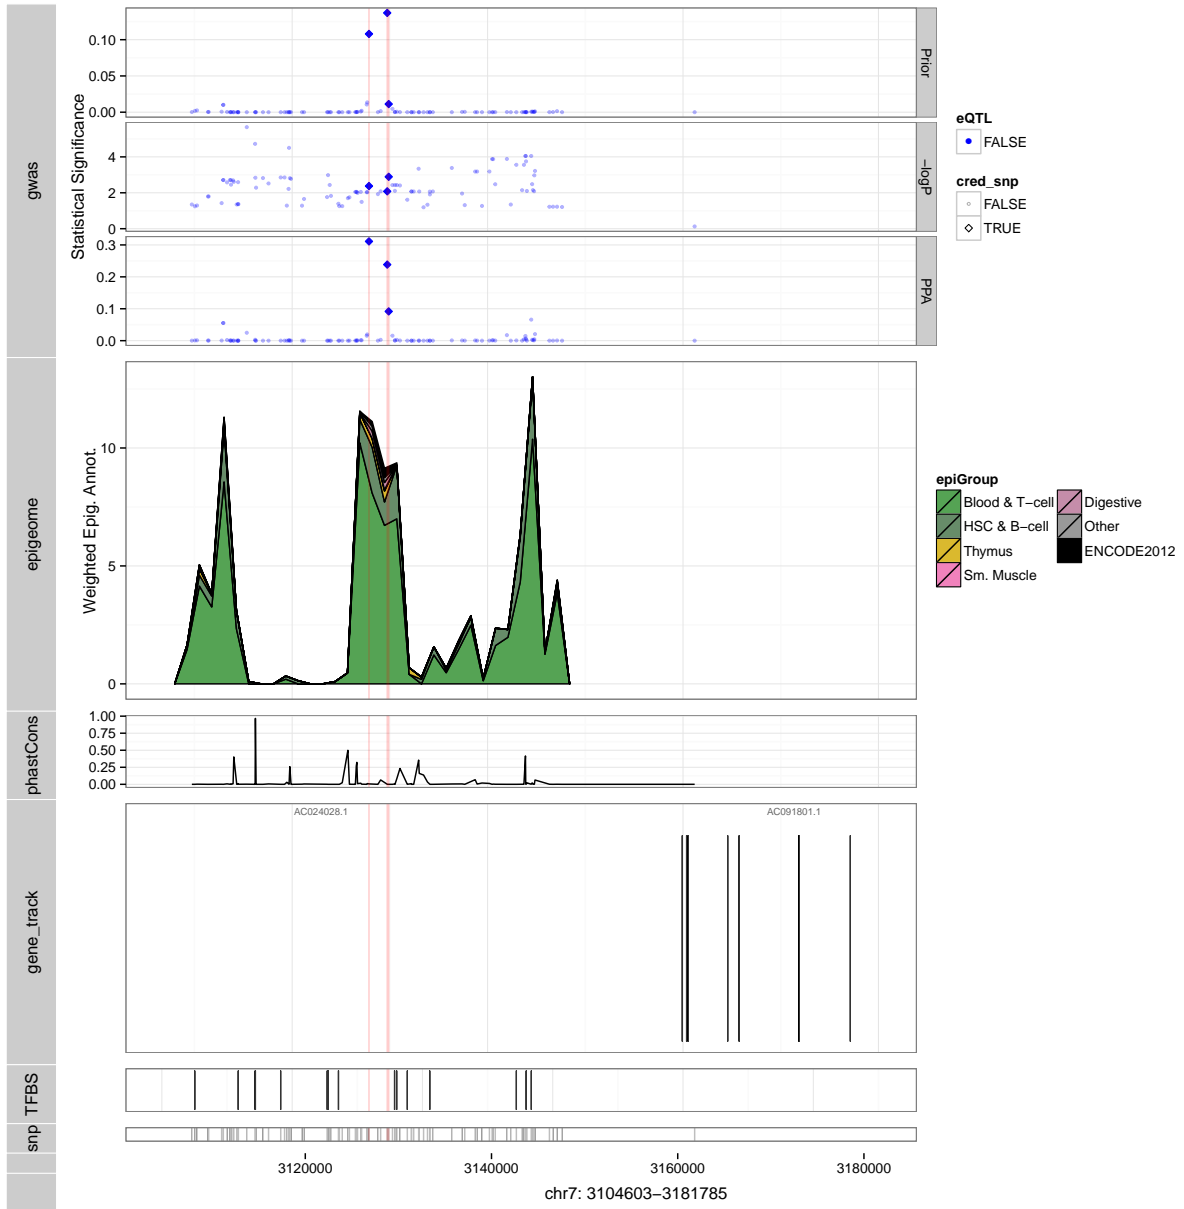 gwas
Statistical Significance
0.10
0.05
0.00
Prior
4
2
0
−logP
0.3
0.2
0.1
0.0
PPA
eQTL
FALSE
cred_snp
FALSE
TRUE
epigeome
Weighted Epig. Annot.
10
5
0
epiGroup
Blood & T−cell
HSC & B−cell
Thymus
Sm. Muscle
Digestive
Other
ENCODE2012
phastCons
1.00
0.75
0.50
0.25
0.00
gene_track
AC024028.1
AC091801.1
TFBS
snp
3120000
3140000
3160000
3180000
chr7: 3104603−3181785